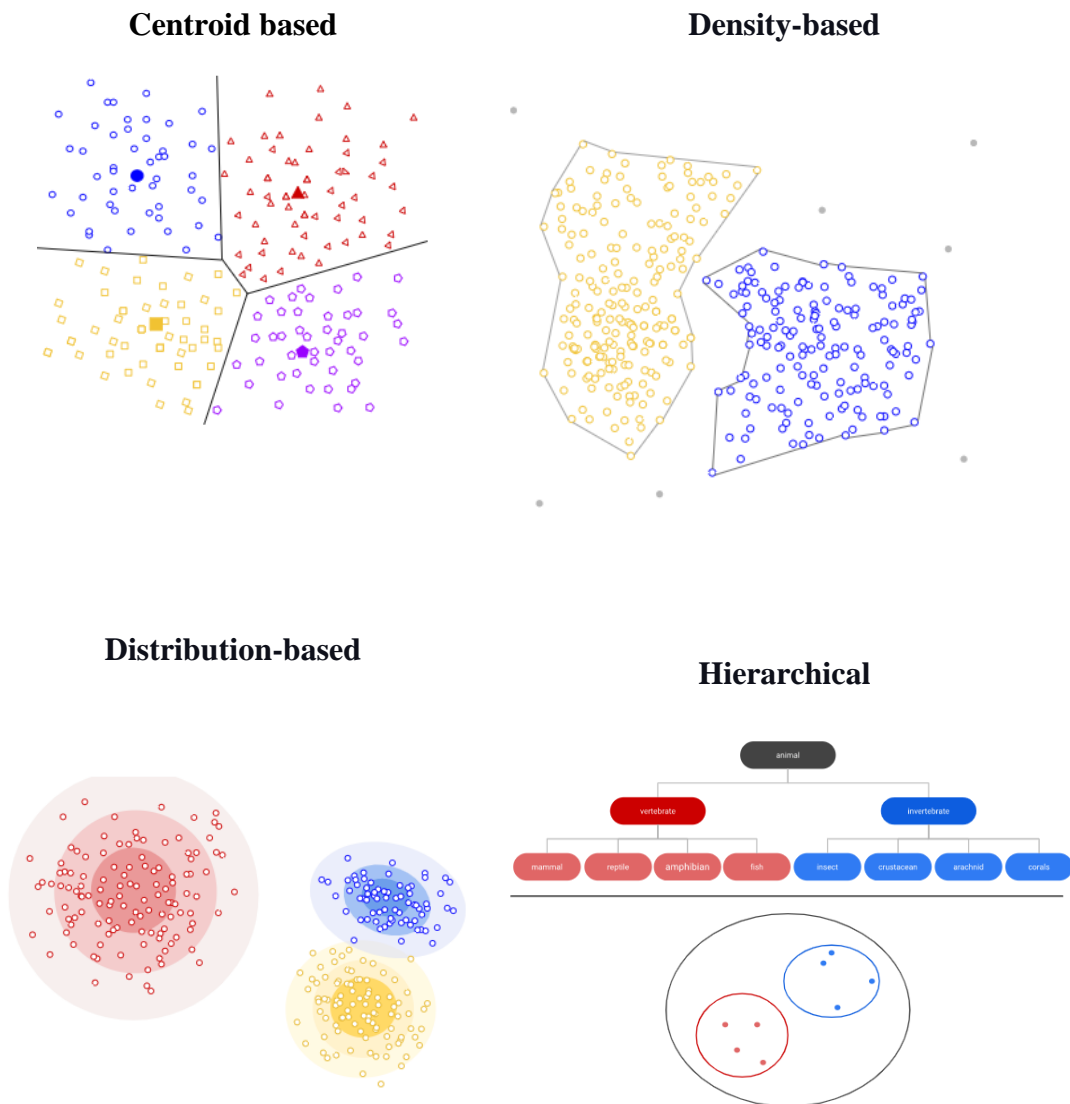 Centroid based
Density-based
Distribution-based
Hierarchical
animal
vertebrate
invertebrate
mammal
reptile
amphibian
fish
insect
crustacean
arachnid
corals